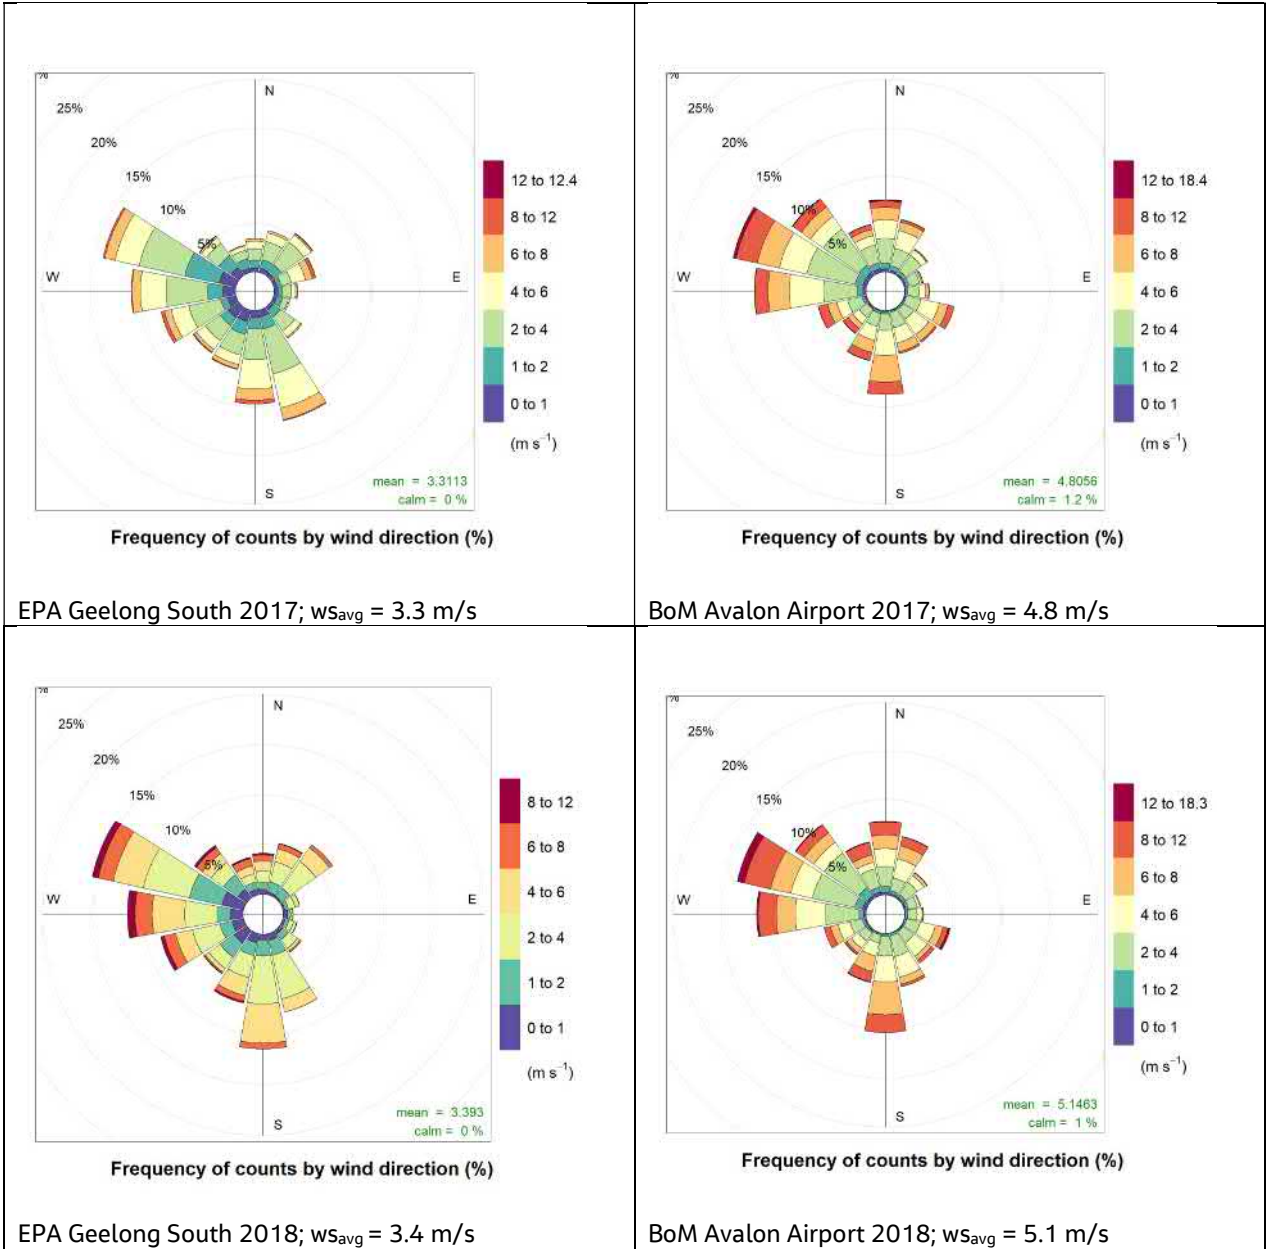 %
25%
20%
15%
10%
5%
N
W
E
S
12 to 12.4
8 to 12
6 to 8
4 to 6
2 to 4
1 to 2
0 to 1
(m s⁻¹)
mean = 3.3113
calm = 0 %
Frequency of counts by wind direction (%)
EPA Geelong South 2017; wsavg = 3.3 m/s
%
25%
20%
15%
10%
5%
N
W
E
S
12 to 18.4
8 to 12
6 to 8
4 to 6
2 to 4
1 to 2
0 to 1
(m s⁻¹)
mean = 4.8056
calm = 1.2 %
Frequency of counts by wind direction (%)
BoM Avalon Airport 2017; wsavg = 4.8 m/s
%
25%
20%
15%
10%
5%
N
W
E
S
8 to 12
6 to 8
4 to 6
2 to 4
1 to 2
0 to 1
(m s⁻¹)
mean = 3.393
calm = 0 %
Frequency of counts by wind direction (%)
EPA Geelong South 2018; wsavg = 3.4 m/s
%
25%
20%
15%
10%
5%
N
W
E
S
12 to 18.3
8 to 12
6 to 8
4 to 6
2 to 4
1 to 2
0 to 1
(m s⁻¹)
mean = 5.1463
calm = 1 %
Frequency of counts by wind direction (%)
BoM Avalon Airport 2018; wsavg = 5.1 m/s